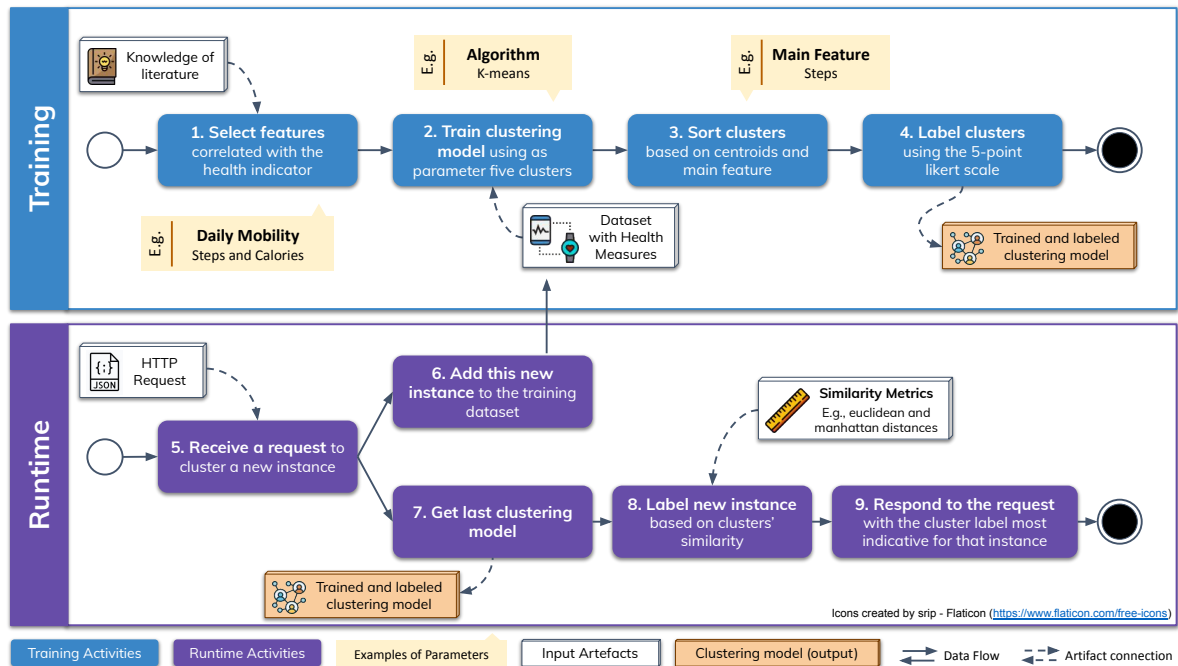 Training
Knowledge of
literature
E.g.
Algorithm
K-means
E.g.
Main Feature
Steps
1. Select features
correlated with the
health indicator
2. Train clustering
model using as
parameter five clusters
3. Sort clusters
based on centroids and
main feature
4. Label clusters
using the 5-point
likert scale
E.g.
Daily Mobility
Steps and Calories
Dataset
with Health
Measures
Trained and labeled
clustering model
Runtime
{;}
JSON
HTTP
Request
6. Add this new
instance to the training
dataset
Similarity Metrics
E.g., euclidean and
manhattan distances
5. Receive a request to
cluster a new instance
7. Get last clustering
model
8. Label new instance
based on clusters'
similarity
9. Respond to the request
with the cluster label most
indicative for that instance
Trained and labeled
clustering model
Icons created by srip - Flaticon (https://www.flaticon.com/free-icons)
Training Activities
Runtime Activities
Examples of Parameters
Input Artefacts
Clustering model (output)
Data Flow
Artifact connection